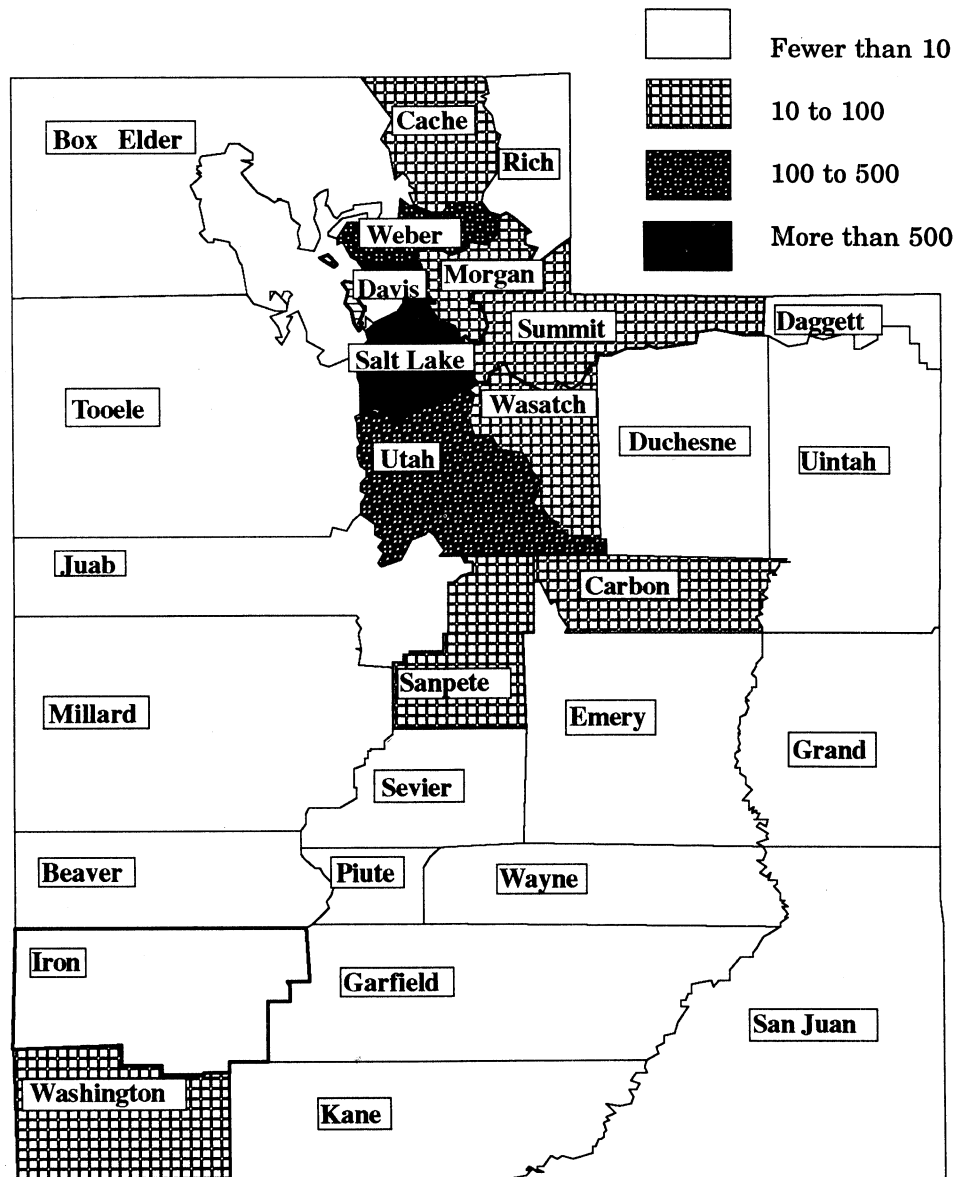 Fewer than 10
10 to 100
100 to 500
More than 500
Box Elder
Cache
Rich
Weber
Morgan
Davis
Summit
Daggett
Salt Lake
Wasatch
Tooele
Duchesne
Utah
Uintah
Juab
Carbon
Sanpete
Millard
Emery
Grand
Sevier
Beaver
Piute
Wayne
Iron
Garfield
San Juan
Washington
Kane